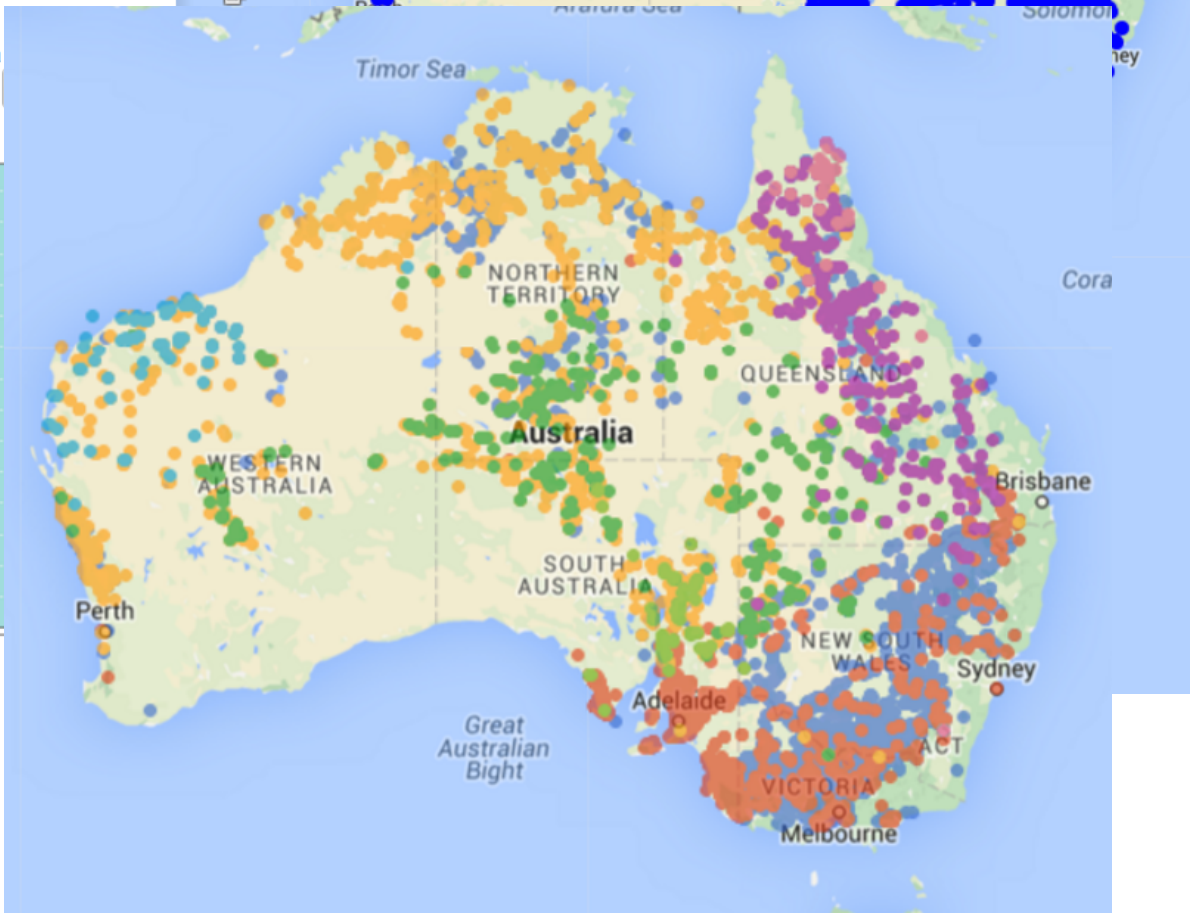 Arafura Sea
Solomon
ney
Timor Sea
Cora
NORTHERN
TERRITORY
QUEENSLAND
Australia
WESTERN
AUSTRALIA
Brisbane
SOUTH
AUSTRALIA
Perth
NEW SOUTH
WALES
Sydney
Adelaide
Great
Australian
Bight
ACT
VICTORIA
Melbourne